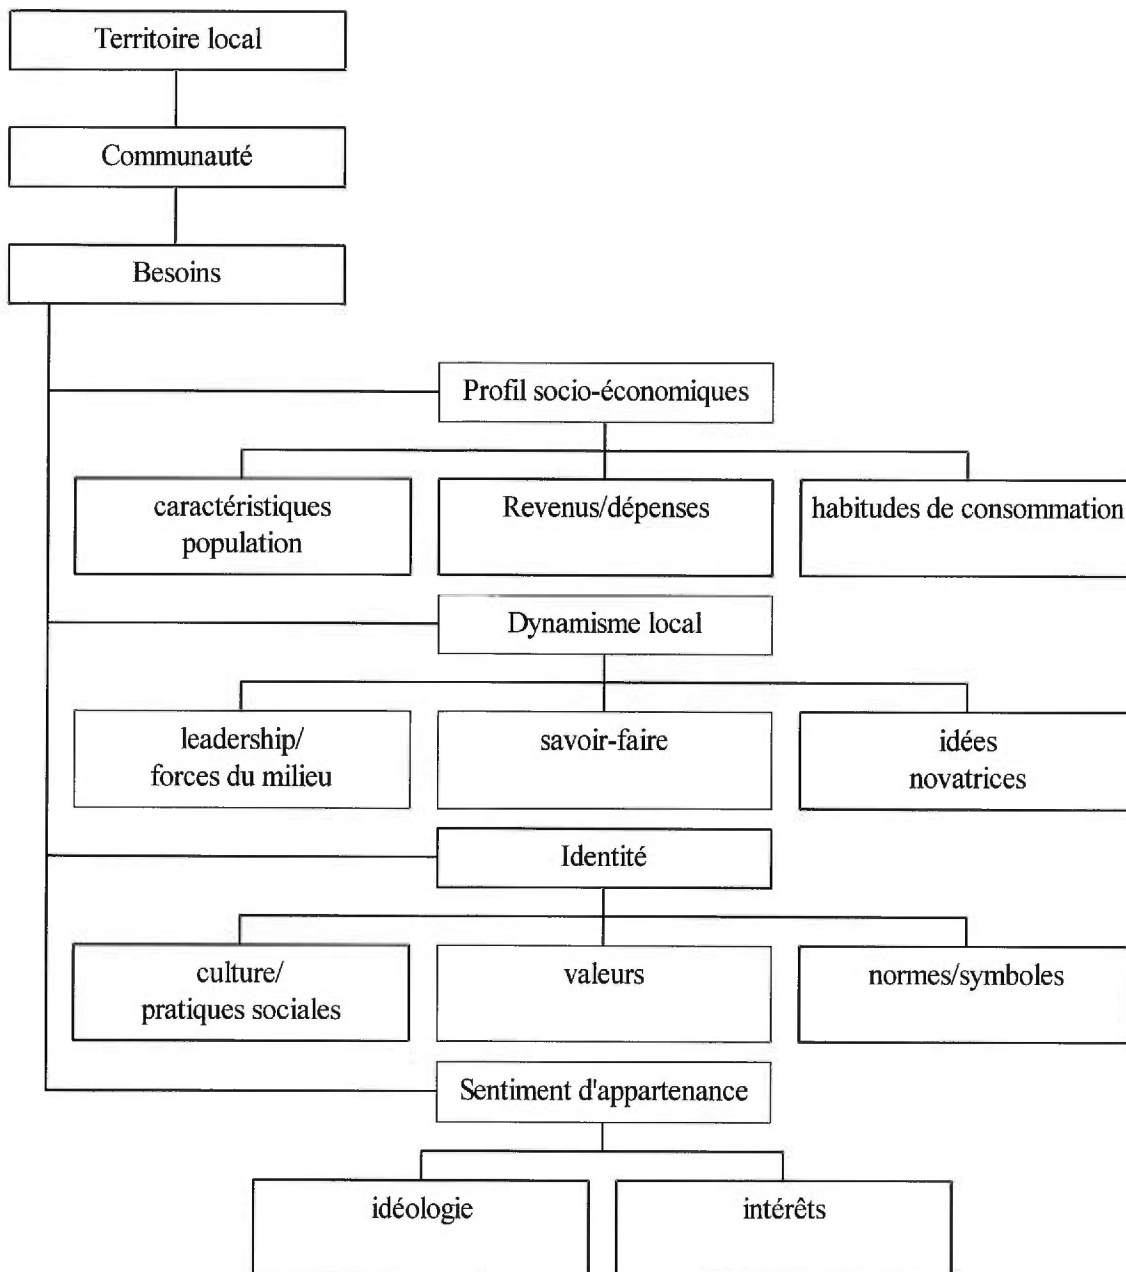 Territoire local
Communauté
Besoins
Profil socio-économiques
caractéristiques
population
Revenus/dépenses
habitudes de consommation
Dynamisme local
leadership/
forces du milieu
savoir-faire
idées
novatrices
Identité
culture/
pratiques sociales
valeurs
normes/symboles
Sentiment d'appartenance
idéologie
intérêts